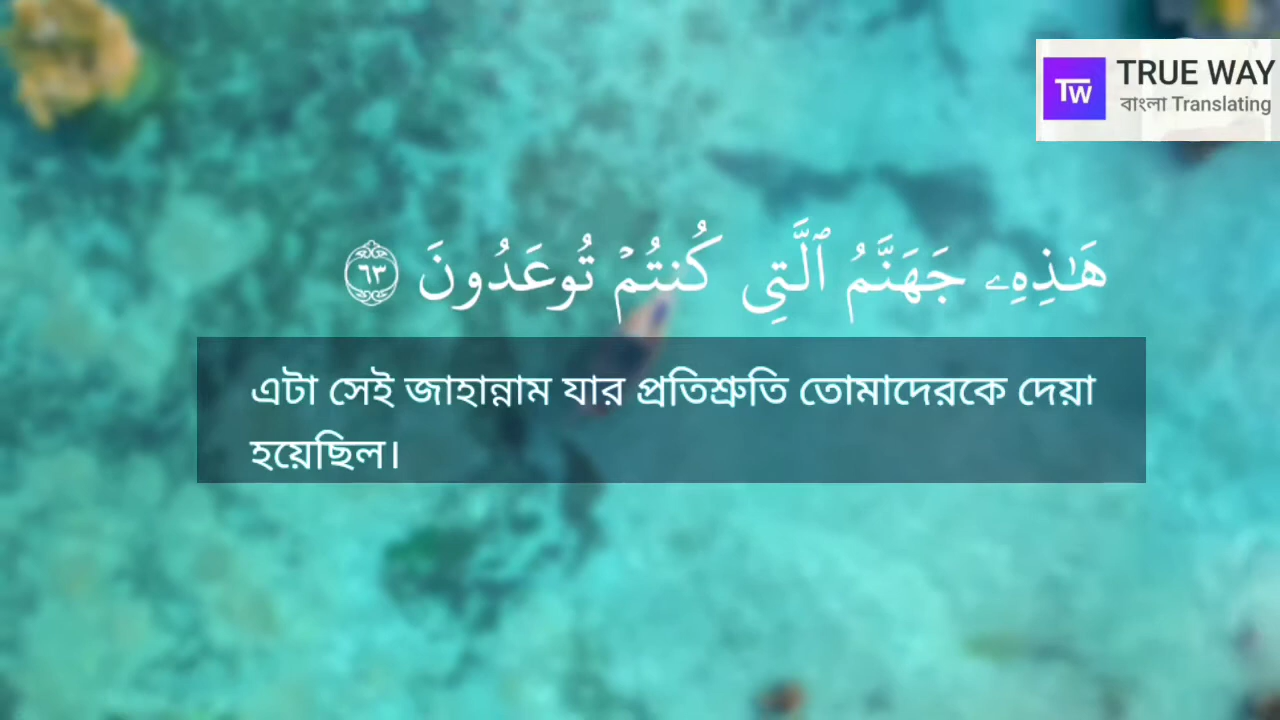 TRUE WAY
TW
বাংলা Translating
هَـٰذِهِۦ جَهَنَّمُ ٱلَّتِى كُنتُمْ تُوعَدُونَ ٦٣
এটা সেই জাহান্নাম যার প্রতিশ্রুতি তোমাদেরকে দেয়া
হয়েছিল।